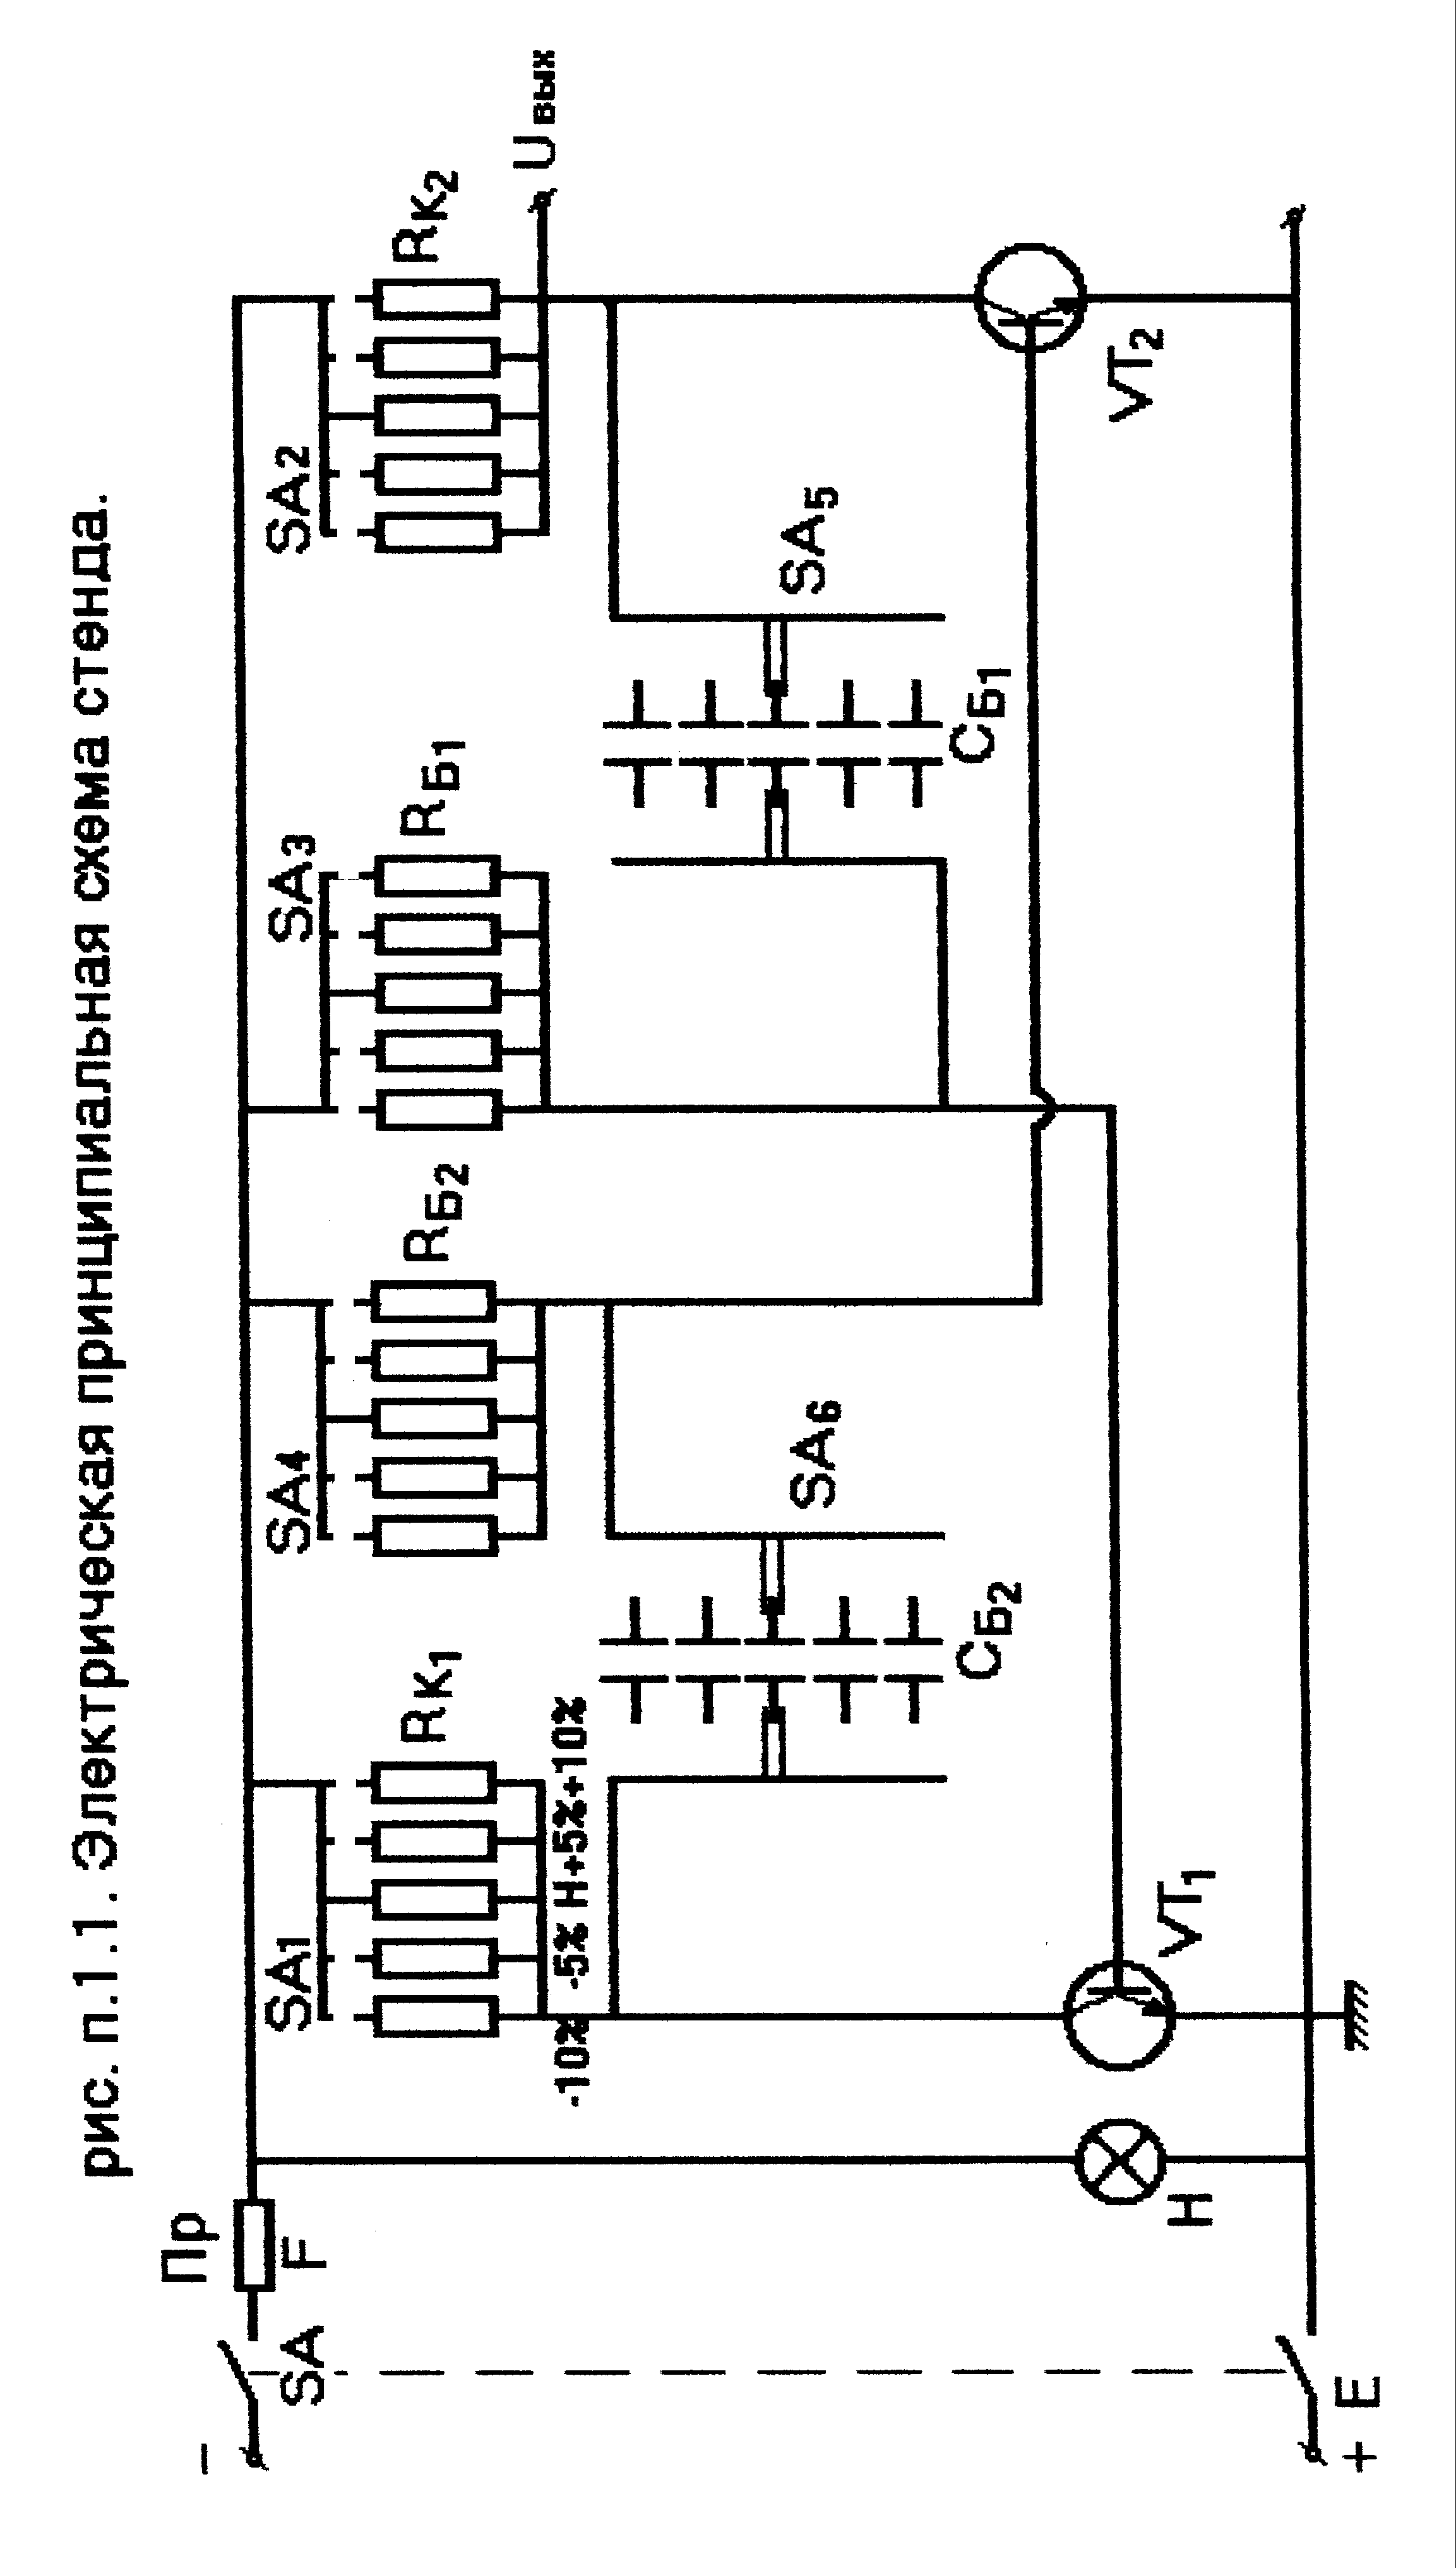 рис. п.1.1. Электрическая принципиальная схема стенда.
–
SA
Пр
F
SA1
RК1
-10% -5% Н+5%+10%
SA4
RБ2
SA3
RБ1
SA2
RК2
Uвых
CБ2
SA6
CБ1
SA5
H
VT1
VT2
+ E